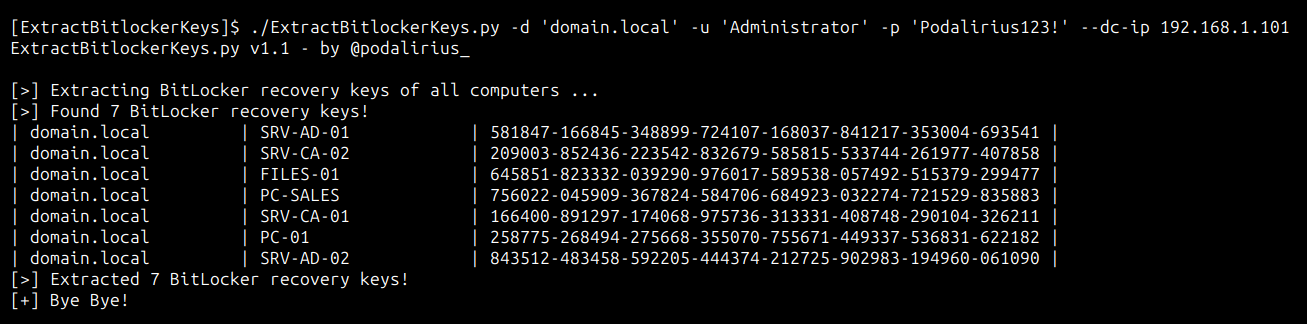 [ExtractBitlockerKeys]$ ./ExtractBitlockerKeys.py -d 'domain.local' -u 'Administrator' -p 'Podalirius123!' --dc-ip 192.168.1.101
ExtractBitlockerKeys.py v1.1 - by @podalirius_
[>] Extracting BitLocker recovery keys of all computers ...
[>] Found 7 BitLocker recovery keys!
| domain.local | SRV-AD-01 | 581847-166845-348899-724107-168037-841217-353004-693541 |
| domain.local | SRV-CA-02 | 209003-852436-223542-832679-585815-533744-261977-407858 |
| domain.local | FILES-01 | 645851-823332-039290-976017-589538-057492-515379-299477 |
| domain.local | PC-SALES | 756022-045909-367824-584706-684923-032274-721529-835883 |
| domain.local | SRV-CA-01 | 166400-891297-174068-975736-313331-408748-290104-326211 |
| domain.local | PC-01 | 258775-268494-275668-355070-755671-449337-536831-622182 |
| domain.local | SRV-AD-02 | 843512-483458-592205-444374-212725-902983-194960-061090 |
[>] Extracted 7 BitLocker recovery keys!
[+] Bye Bye!